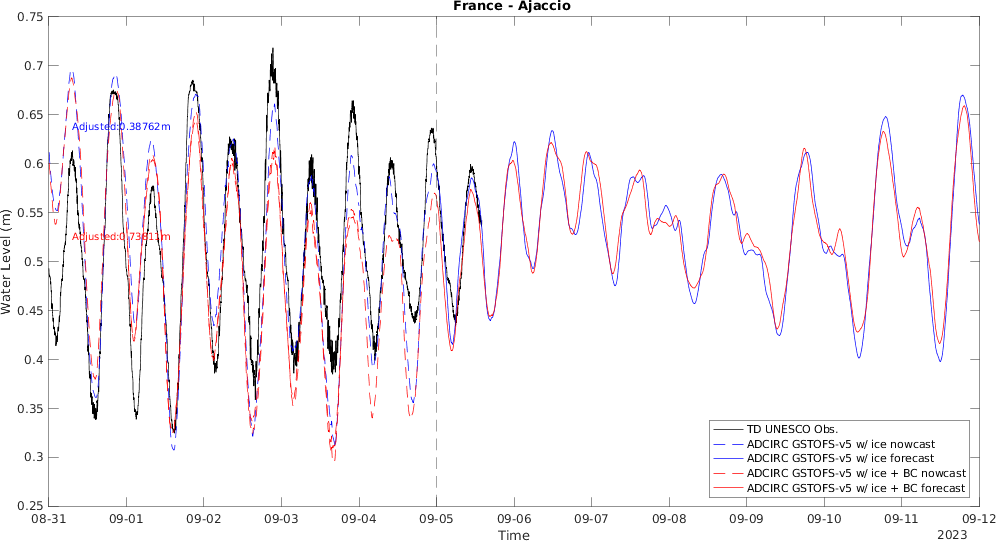 France - Ajaccio
0.75
0.7
0.65
0.6
0.55
0.5
0.45
0.4
0.35
0.3
0.25
Water Level (m)
Adjusted:0.38762m
TD UNESCO Obs.
ADCIRC GSTOFS-v5 w/ ice nowcast
ADCIRC GSTOFS-v5 w/ ice forecast
ADCIRC GSTOFS-v5 w/ ice + BC nowcast
ADCIRC GSTOFS-v5 w/ ice + BC forecast
08-31 09-01 09-02 09-03 09-04 09-05 09-06 09-07 09-08 09-09 09-10 09-11 09-12
Time
2023